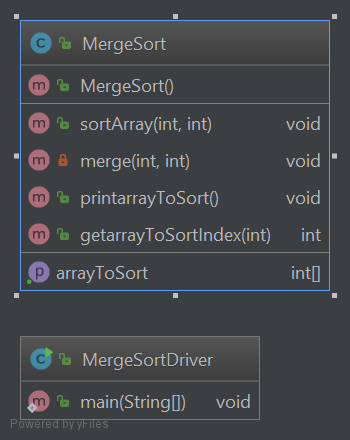 MergeSort
MergeSort()
sortArray(int, int) void
merge(int, int) void
printarrayToSort() void
getarrayToSortIndex(int) int
arrayToSort int[]
MergeSortDriver
main(String[]) void
Powered by yFiles